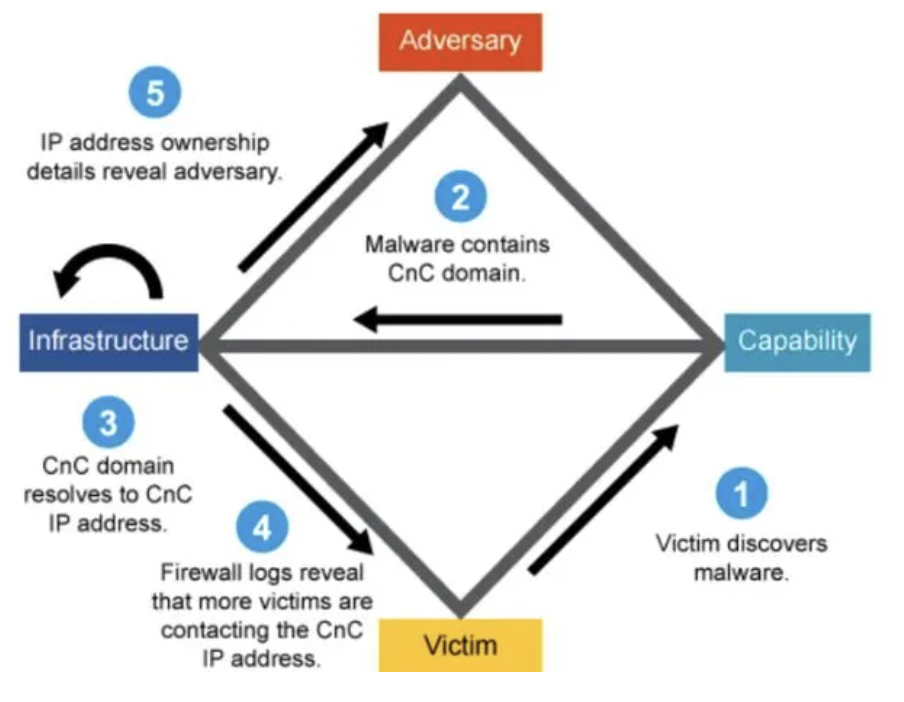 Adversary
5
IP address ownership
details reveal adversary.
2
Malware contains
CnC domain.
Infrastructure
Capability
3
CnC domain
resolves to CnC
IP address.
4
Firewall logs reveal
that more victims are
contacting the CnC
IP address.
1
Victim discovers
malware.
Victim